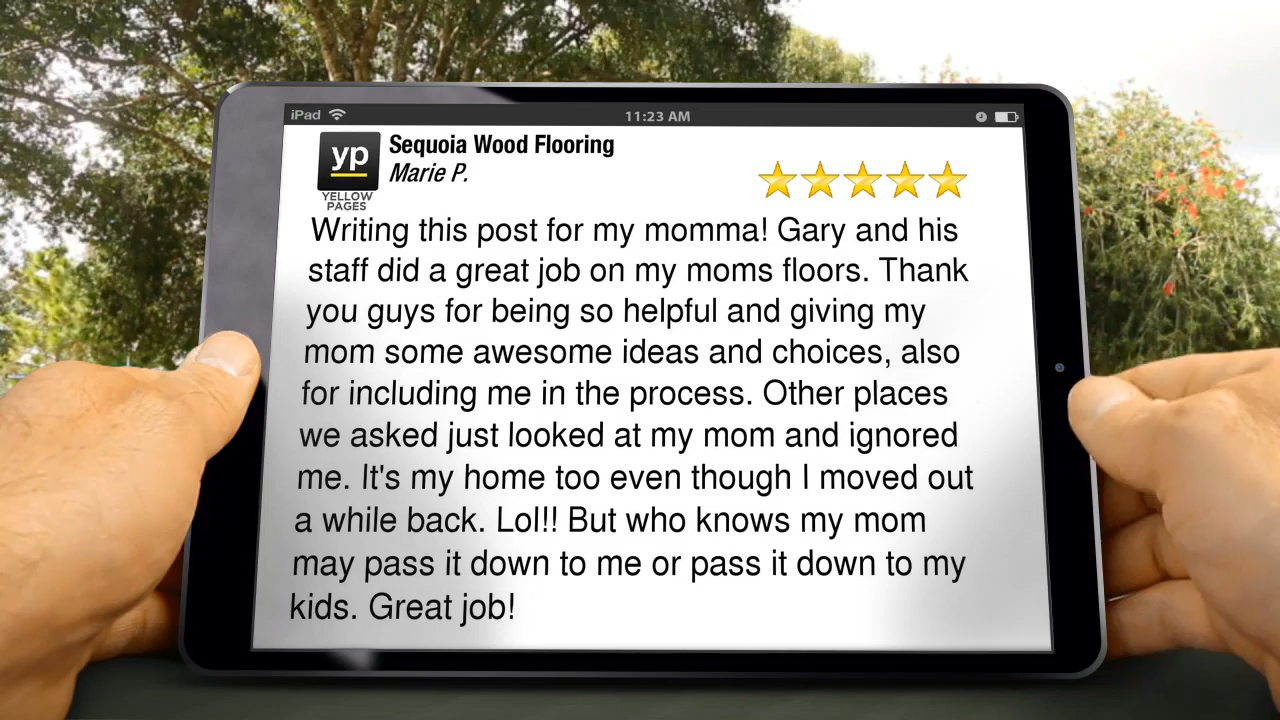 iPad
11:23 AM
yp
YELLOW
PAGES
Sequoia Wood Flooring
Marie P.
Writing this post for my momma! Gary and his
staff did a great job on my moms floors. Thank
you guys for being so helpful and giving my
mom some awesome ideas and choices, also
for including me in the process. Other places
we asked just looked at my mom and ignored
me. It's my home too even though I moved out
a while back. Lol!! But who knows my mom
may pass it down to me or pass it down to my
kids. Great job!